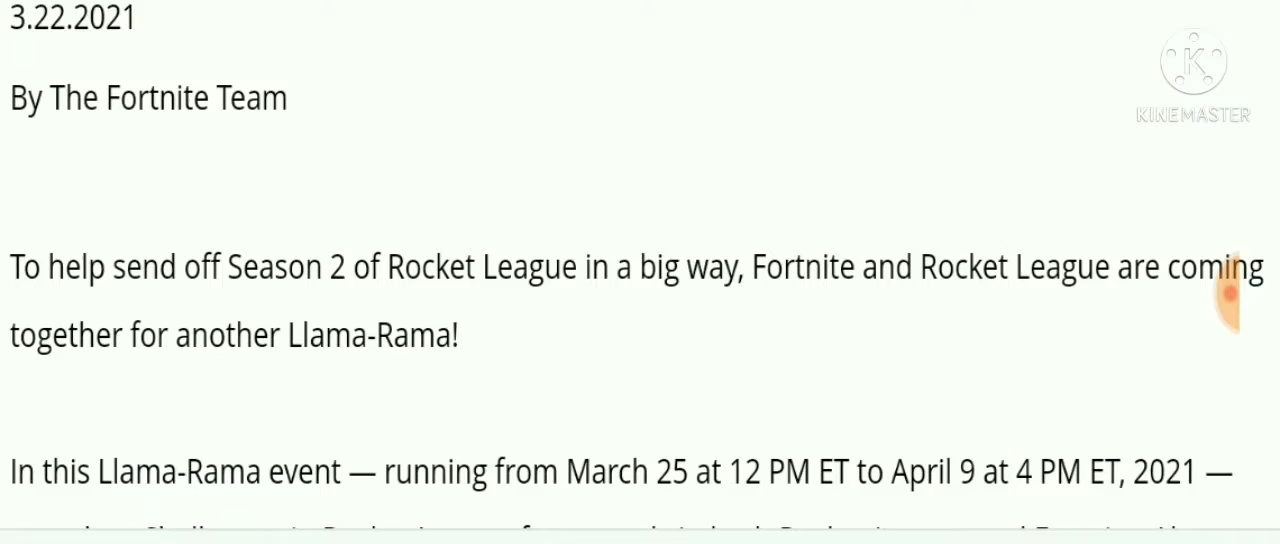 3.22.2021
By The Fortnite Team
KINEMASTER
To help send off Season 2 of Rocket League in a big way, Fortnite and Rocket League are coming
together for another Llama-Rama!
In this Llama-Rama event — running from March 25 at 12 PM ET to April 9 at 4 PM ET, 2021 —